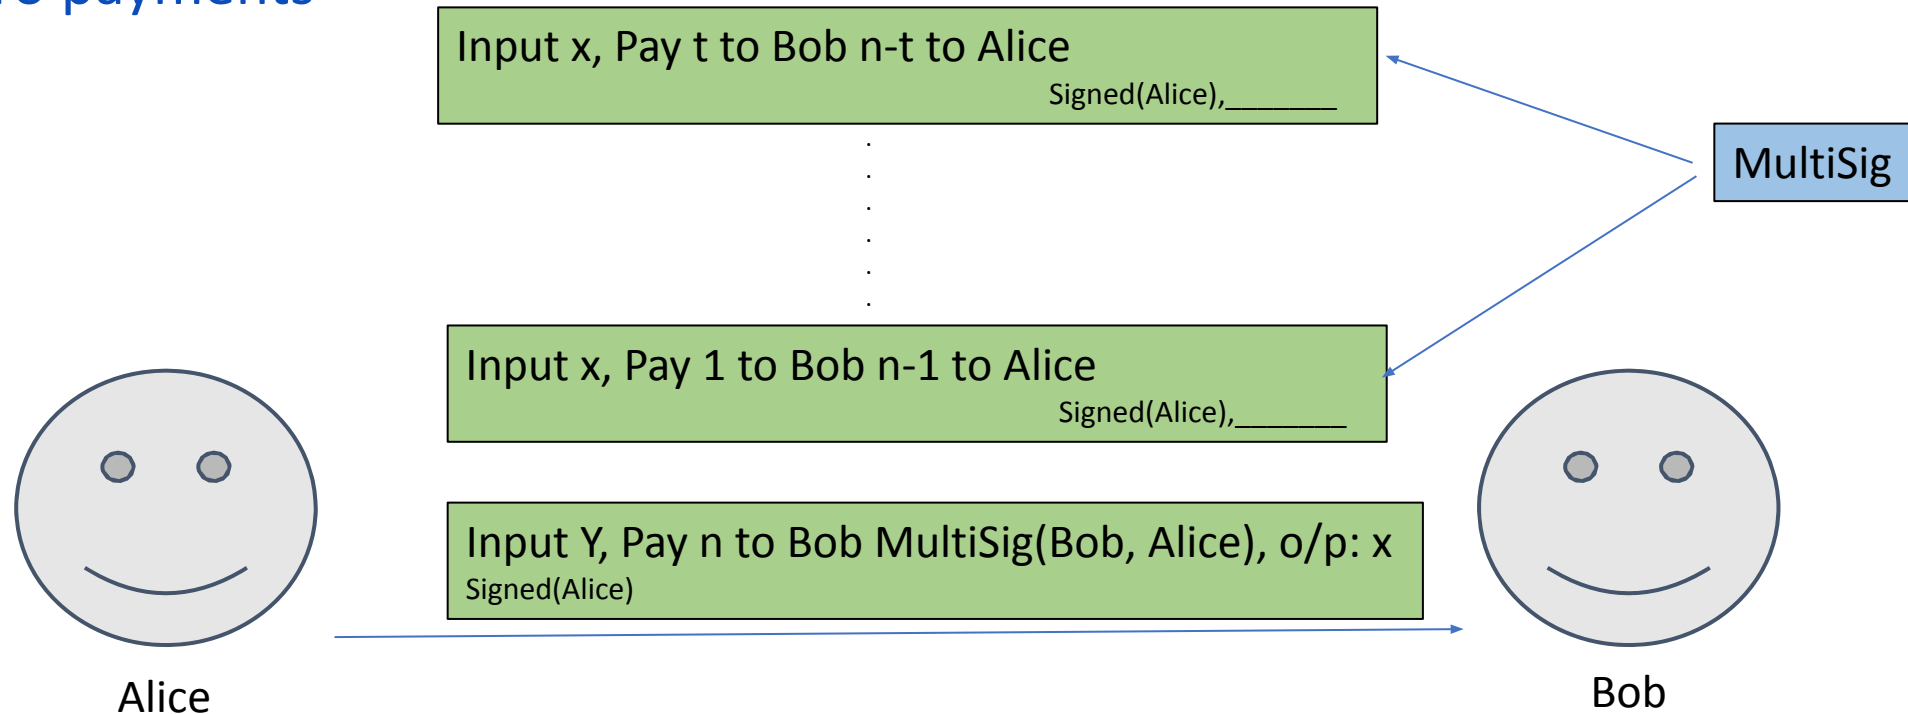 payments
Input x, Pay t to Bob n-t to Alice
Signed(Alice),_______
MultiSig
Input x, Pay 1 to Bob n-1 to Alice
Signed(Alice),_______
Input Y, Pay n to Bob MultiSig(Bob, Alice), o/p: x
Signed(Alice)
Alice
Bob